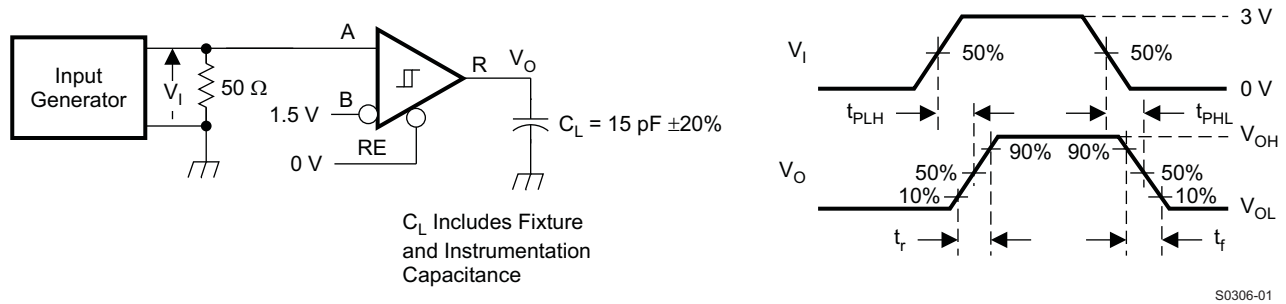 Input
Generator
V_I
50 Ω
A
B
1.5 V
RE
0 V
R
V_O
C_L = 15 pF ±20%
C_L Includes Fixture
and Instrumentation
Capacitance
V_I
50%
50%
3 V
0 V
t_PLH
t_PHL
V_O
50%
10%
90%
90%
50%
10%
V_OH
V_OL
t_r
t_f
S0306-01